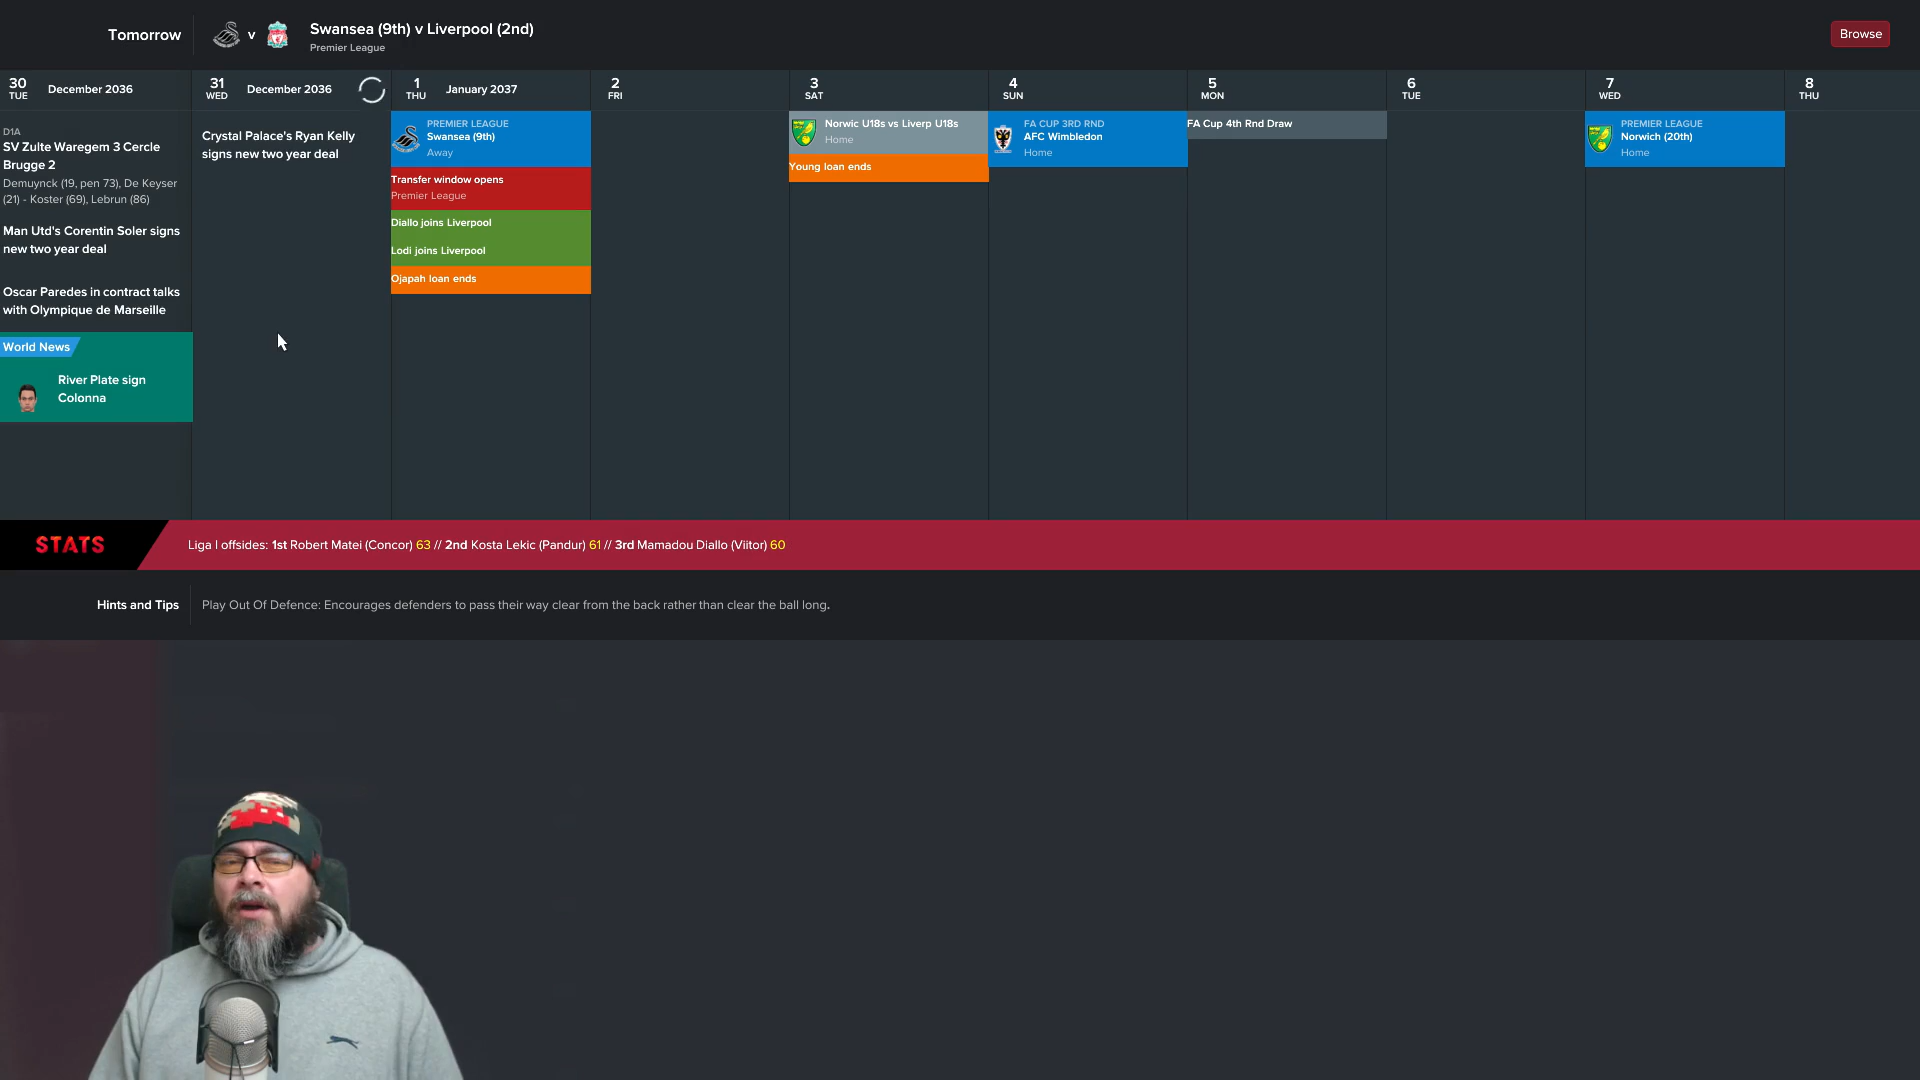 Tomorrow
v
Swansea (9th) v Liverpool (2nd)
Premier League
Browse
30
TUE
December 2036
31
WED
December 2036
1
THU
January 2037
2
FRI
3
SAT
4
SUN
5
MON
6
TUE
7
WED
8
THU
D1A
SV Zulte Waregem 3 Cercle
Brugge 2
Demuynck (19, pen 73), De Keyser
(21) - Koster (69), Lebrun (86)
Man Utd's Corentin Soler signs
new two year deal
Oscar Paredes in contract talks
with Olympique de Marseille
World News
River Plate sign
Colonna
Crystal Palace's Ryan Kelly
signs new two year deal
PREMIER LEAGUE
Swansea (9th)
Away
Transfer window opens
Premier League
Diallo joins Liverpool
Lodi joins Liverpool
Ojapah loan ends
Norwic U18s vs Liverp U18s
Home
Young loan ends
FA CUP 3RD RND
AFC Wimbledon
Home
FA Cup 4th Rnd Draw
PREMIER LEAGUE
Norwich (20th)
Home
STATS
Liga I offsides: 1st Robert Matei (Concor) 63 // 2nd Kosta Lekic (Pandur) 61 // 3rd Mamadou Diallo (Viitor) 60
Hints and Tips
Play Out Of Defence: Encourages defenders to pass their way clear from the back rather than clear the ball long.